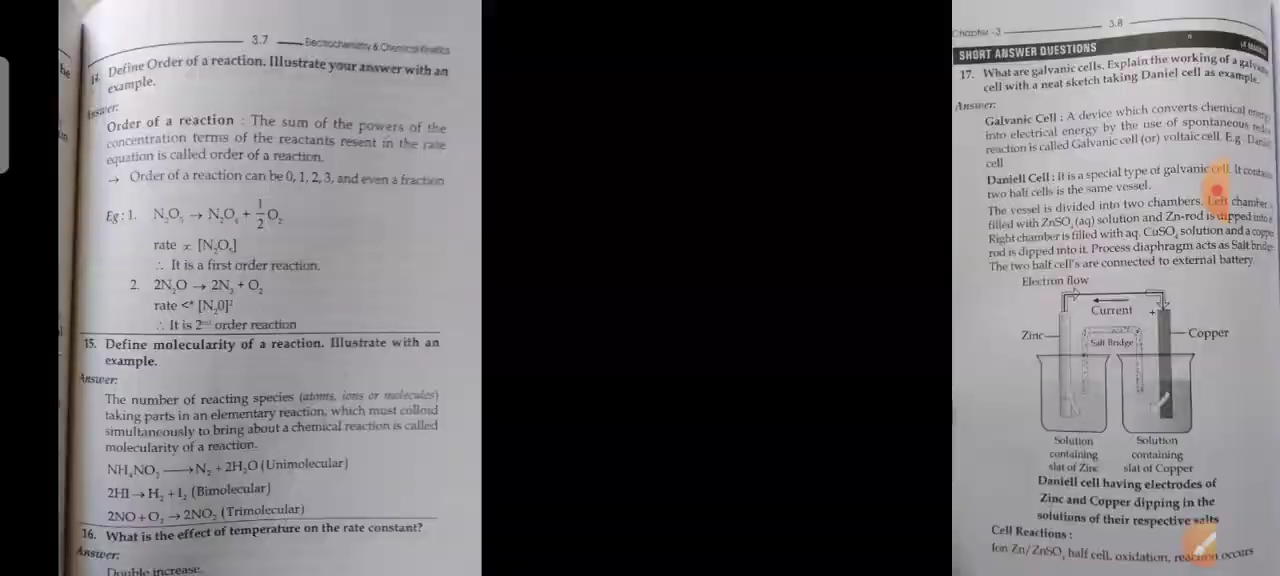 3.7
Electrochemistry & Chemical Kinetics
Define Order of a reaction. Illustrate your answer with an
example.
Answer:
Order of a reaction : The sum of the powers of the
concentration terms of the reactants resent in the rate
equation is called order of a reaction.
→ Order of a reaction can be 0, 1, 2, 3, and even a fraction
Eg : 1. N₂O₅ → N₂O₄ + 1/2 O₂
rate ∝ [N₂O₅]
∴ It is a first order reaction.
2. 2N₂O → 2N₂ + O₂
rate <* [N₂0]²
∴ It is 2nd order reaction
15. Define molecularity of a reaction. Illustrate with an
example.
Answer:
The number of reacting species (atoms, ions or molecules)
taking parts in an elementary reaction, which must colloid
simultaneously to bring about a chemical reaction is called
molecularity of a reaction.
NH₄NO₂ → N₂ + 2H₂O (Unimolecular)
2HI → H₂ + I₂ (Bimolecular)
2NO + O₂ → 2NO₂ (Trimolecular)
16. What is the effect of temperature on the rate constant?
Answer:
Double increase.
Chapter -3
3.8
SHORT ANSWER QUESTIONS
17. What are galvanic cells. Explain the working of a galvanic
cell with a neat sketch taking Daniel cell as example.
Answer:
Galvanic Cell : A device which converts chemical energy
into electrical energy by the use of spontaneous redox
reaction is called Galvanic cell (or) voltaic cell. E.g
cell
Daniell Cell : It is a special type of galvanic cell. It
two half cells is the same vessel.
The vessel is divided into two chambers. Left chamber
filled with ZnSO₄ (aq) solution and Zn-rod is dipped into
Right chamber is filled with aq. CuSO₄ solution and a copper
rod is dipped into it. Process diaphragm acts as Salt
The two half cell's are connected to external battery.
Electron flow
Current
+
Zinc
Salt Bridge
Copper
Solution
containing
slat of Zinc
Solution
containing
slat of Copper
Daniell cell having electrodes of
Zinc and Copper dipping in the
solutions of their respective salts
Cell Reactions :
Ion Zn/ZnSO₄ half cell, oxidation, reaction occurs